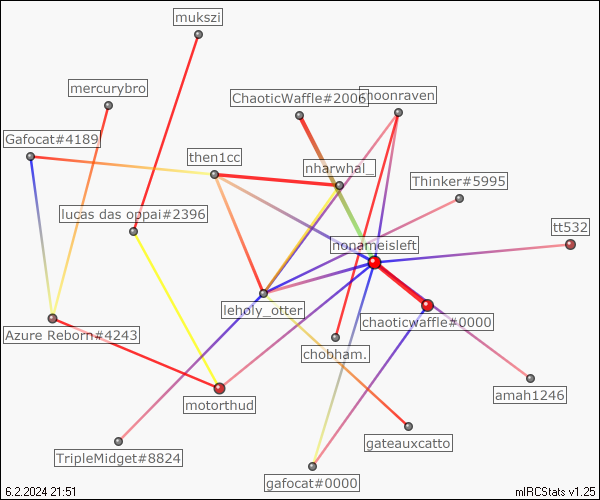 mukszi
mercurybro
ChaoticWaffle#2006
moonraven
Gafocat#4189
then1cc
nharwhal_
Thinker#5995
lucas das oppai#2396
tt532
nonameisleft
leholy_otter
chaoticwaffle#0000
Azure Reborn#4243
chobham.
amah1246
motorthud
gateauxcatto
TripleMidget#8824
gafocat#0000
6.2.2024 21:51
mIRCStats v1.25